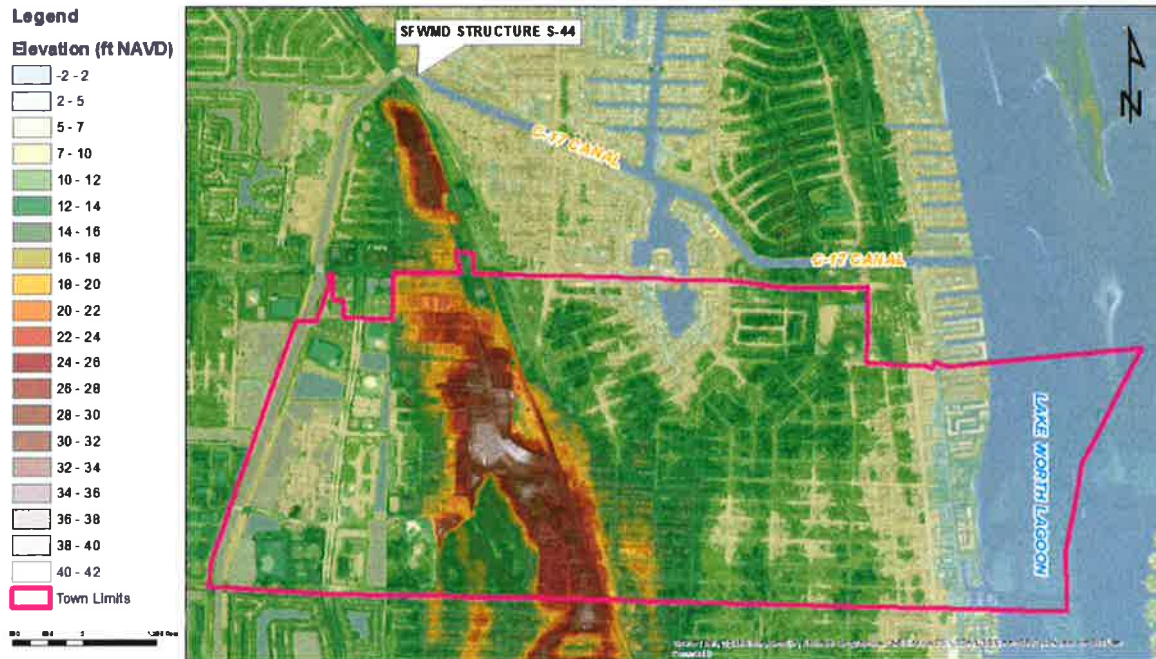 Legend
Elevation (ft NAVD)
-2 - 2
2 - 5
5 - 7
7 - 10
10 - 12
12 - 14
14 - 16
16 - 18
18 - 20
20 - 22
22 - 24
24 - 26
26 - 28
28 - 30
30 - 32
32 - 34
34 - 36
36 - 38
38 - 40
40 - 42
Town Limits
SFWMD STRUCTURE S-44
C-17 CANAL
C-17 CANAL
LAKE WORTH LAGOON
N